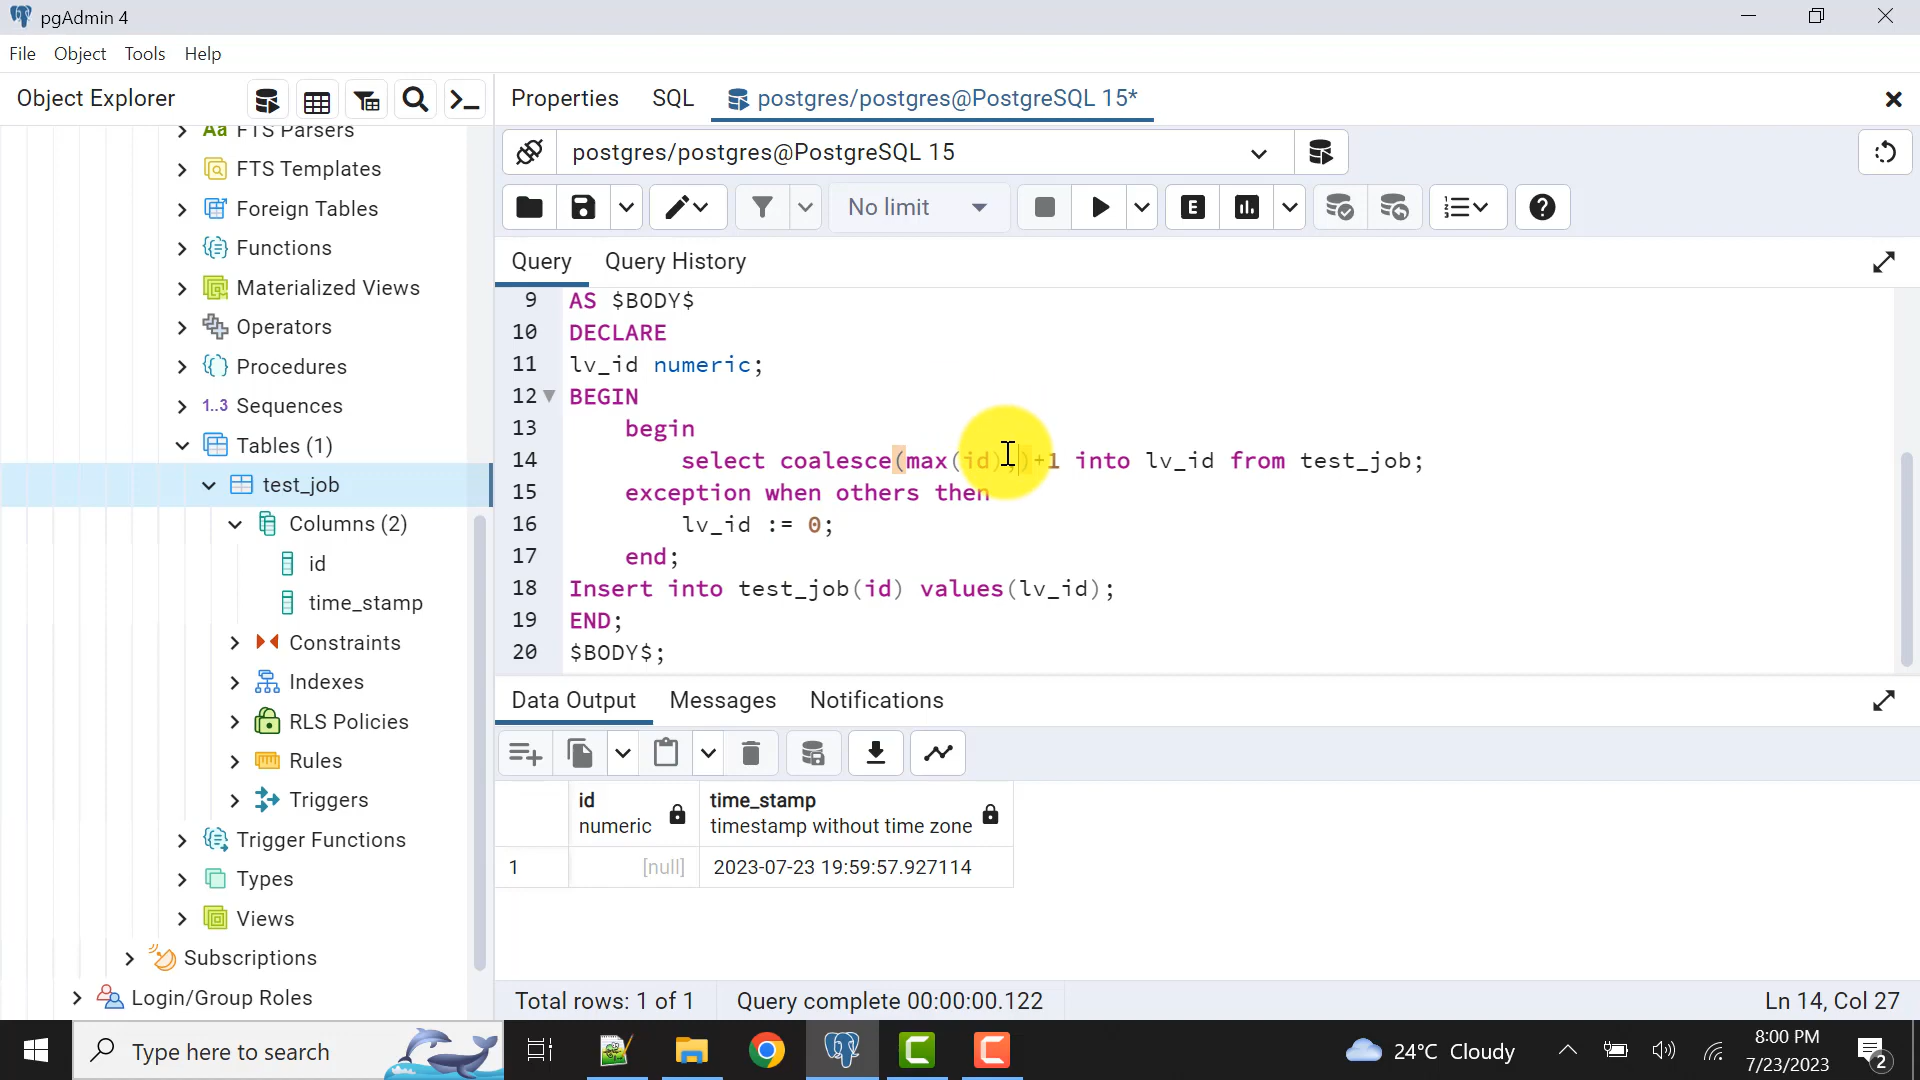 pgAdmin 4
File Object Tools Help
Object Explorer
Properties SQL postgres/postgres@PostgreSQL 15*
postgres/postgres@PostgreSQL 15
No limit
E
Query Query History
Aa FTS Parsers
FTS Templates
Foreign Tables
Functions
Materialized Views
Operators
Procedures
1..3 Sequences
Tables (1)
test_job
Columns (2)
id
time_stamp
Constraints
Indexes
RLS Policies
Rules
Triggers
Trigger Functions
Types
Views
Subscriptions
Login/Group Roles
9 AS $BODY$
10 DECLARE
11 lv_id numeric;
12 BEGIN
13 begin
14 select coalesce(max(id),)+1 into lv_id from test_job;
15 exception when others then
16 lv_id := 0;
17 end;
18 Insert into test_job(id) values(lv_id);
19 END;
20 $BODY$;
Data Output Messages Notifications
id time_stamp
numeric timestamp without time zone
1 [null] 2023-07-23 19:59:57.927114
Total rows: 1 of 1 Query complete 00:00:00.122 Ln 14, Col 27
Type here to search
24°C Cloudy
8:00 PM
7/23/2023
2